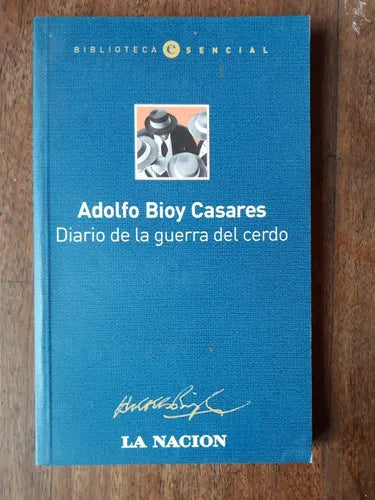 BIBLIOTECA eSENCIAL
Adolfo Bioy Casares
Diario de la guerra del cerdo
LA NACION